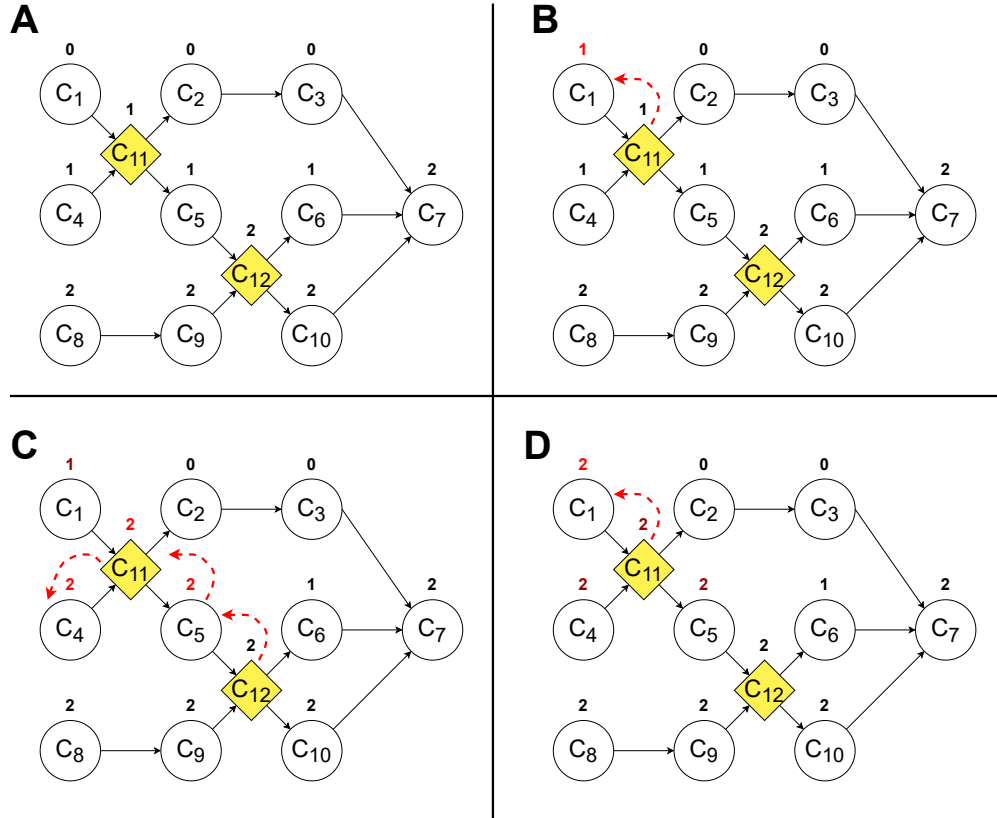 A
0 0 0
C1 C2 C3
1
C11
1 1 1 2
C4 C5 C6 C7
2
C12
2 2 2
C8 C9 C10
B
1 0 0
C1 C2 C3
1
C11
1 1 1 2
C4 C5 C6 C7
2
C12
2 2 2
C8 C9 C10
C
1 0 0
C1 C2 C3
2
C11
2 2 1 2
C4 C5 C6 C7
2
C12
2 2 2
C8 C9 C10
D
2 0 0
C1 C2 C3
2
C11
2 2 1 2
C4 C5 C6 C7
2
C12
2 2 2
C8 C9 C10